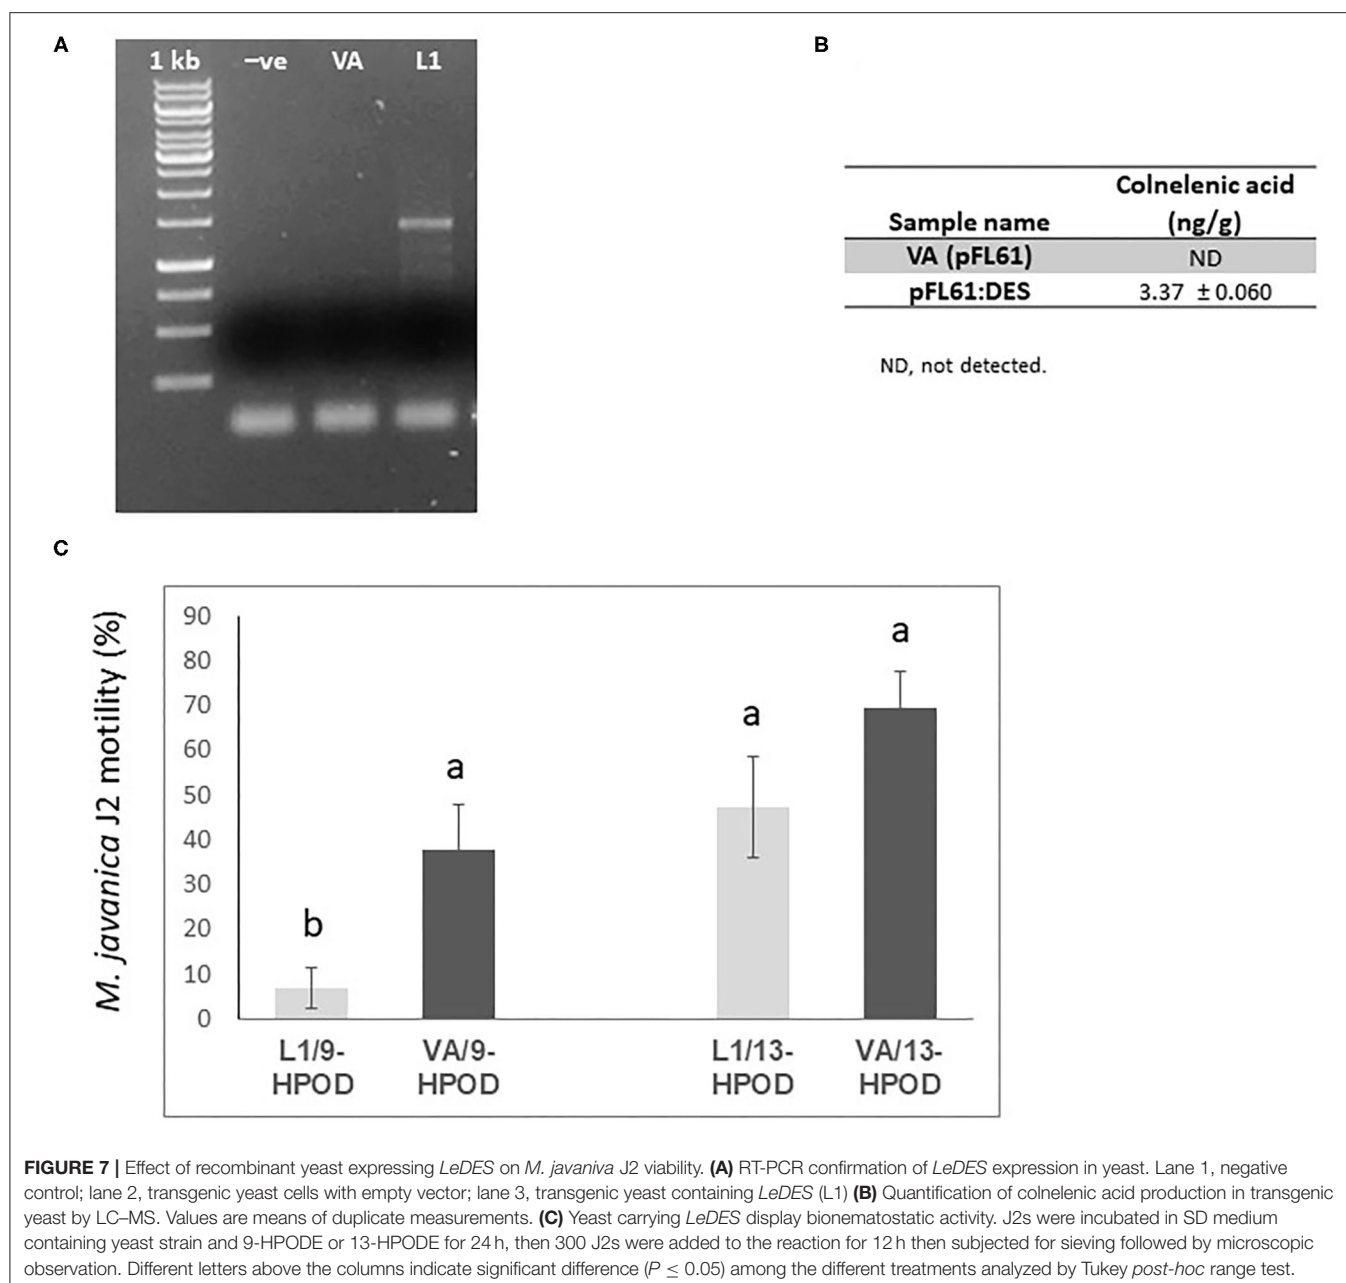 A
1 kb –ve VA L1
B
Colnelenic acid
Sample name (ng/g)
VA (pFL61) ND
pFL61:DES 3.37 ±0.060
ND, not detected.
C
M. javanica J2 motility (%)
90
80
70
60
50
40
30
20
10
0
b
a
a
a
L1/9-
HPOD
VA/9-
HPOD
L1/13-
HPOD
VA/13-
HPOD
FIGURE 7 | Effect of recombinant yeast expressing LeDES on M. javaniva J2 viability. (A) RT-PCR confirmation of LeDES expression in yeast. Lane 1, negative
control; lane 2, transgenic yeast cells with empty vector; lane 3, transgenic yeast containing LeDES (L1) (B) Quantification of colnelenic acid production in transgenic
yeast by LC–MS. Values are means of duplicate measurements. (C) Yeast carrying LeDES display bionematostatic activity. J2s were incubated in SD medium
containing yeast strain and 9-HPODE or 13-HPODE for 24 h, then 300 J2s were added to the reaction for 12 h then subjected for sieving followed by microscopic
observation. Different letters above the columns indicate significant difference (P ≤ 0.05) among the different treatments analyzed by Tukey post-hoc range test.